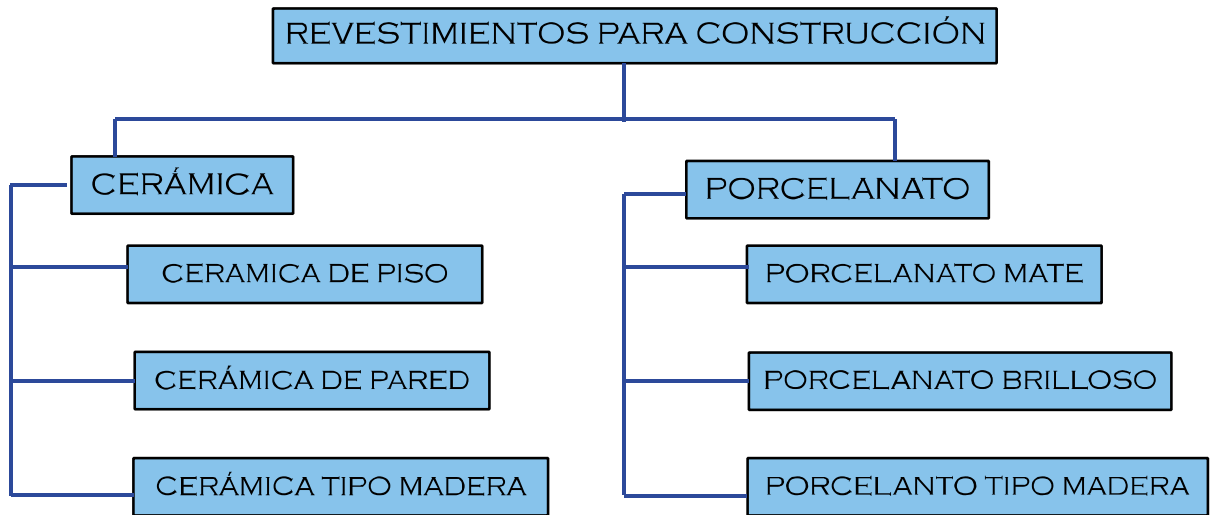 REVESTIMIENTOS PARA CONSTRUCCIÓN
CERÁMICA
CERAMICA DE PISO
CERÁMICA DE PARED
CERÁMICA TIPO MADERA
PORCELANATO
PORCELANATO MATE
PORCELANATO BRILLOSO
PORCELANTO TIPO MADERA